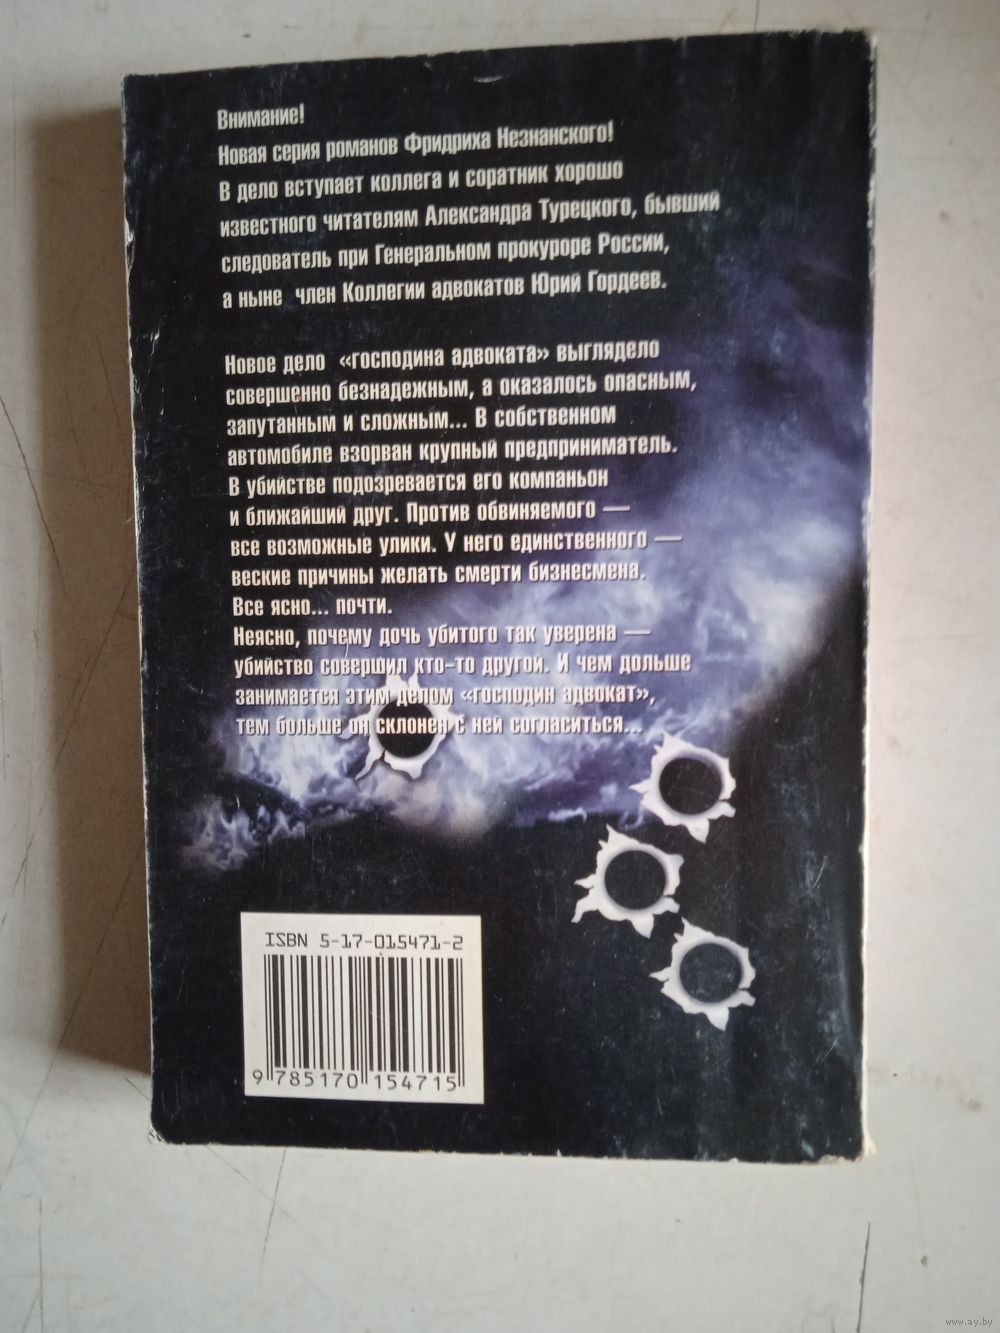 Внимание!
Новая серия романов Фридриха Незнанского!
В дело вступает коллега и соратник хорошо
известного читателям Александра Турецкого, бывший
следователь при Генеральном прокуроре России,
а ныне член Коллегии адвокатов Юрий Гордеев.
Новое дело «господина адвоката» выглядело
совершенно безнадежным, а оказалось опасным,
запутанным и сложным... В собственном
автомобиле взорван крупный предприниматель.
В убийстве подозревается его компаньон
и ближайший друг. Против обвиняемого —
все возможные улики. У него единственного —
веские причины желать смерти бизнесмена.
Все ясно... почти.
Неясно, почему дочь убитого так уверена —
убийство совершил кто-то другой. И чем дольше
занимается этим делом «господин адвокат»,
тем больше он склонен с ней согласиться...
ISBN 5-17-015471-2
9 785170 154715
www.ay.by